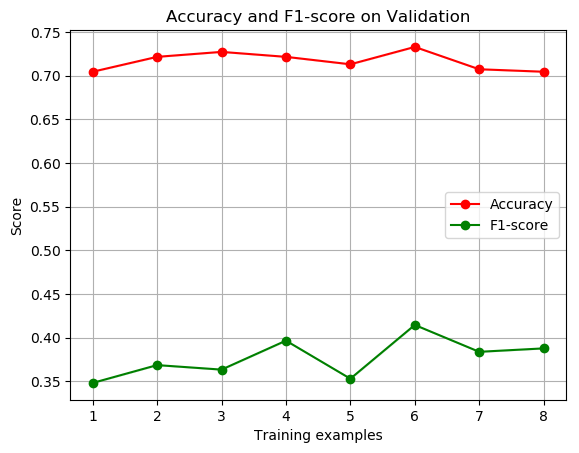 Accuracy and F1-score on Validation
0.75
0.70
0.65
0.60
0.55
0.50
0.45
0.40
0.35
Score
Accuracy
F1-score
1 2 3 4 5 6 7 8
Training examples